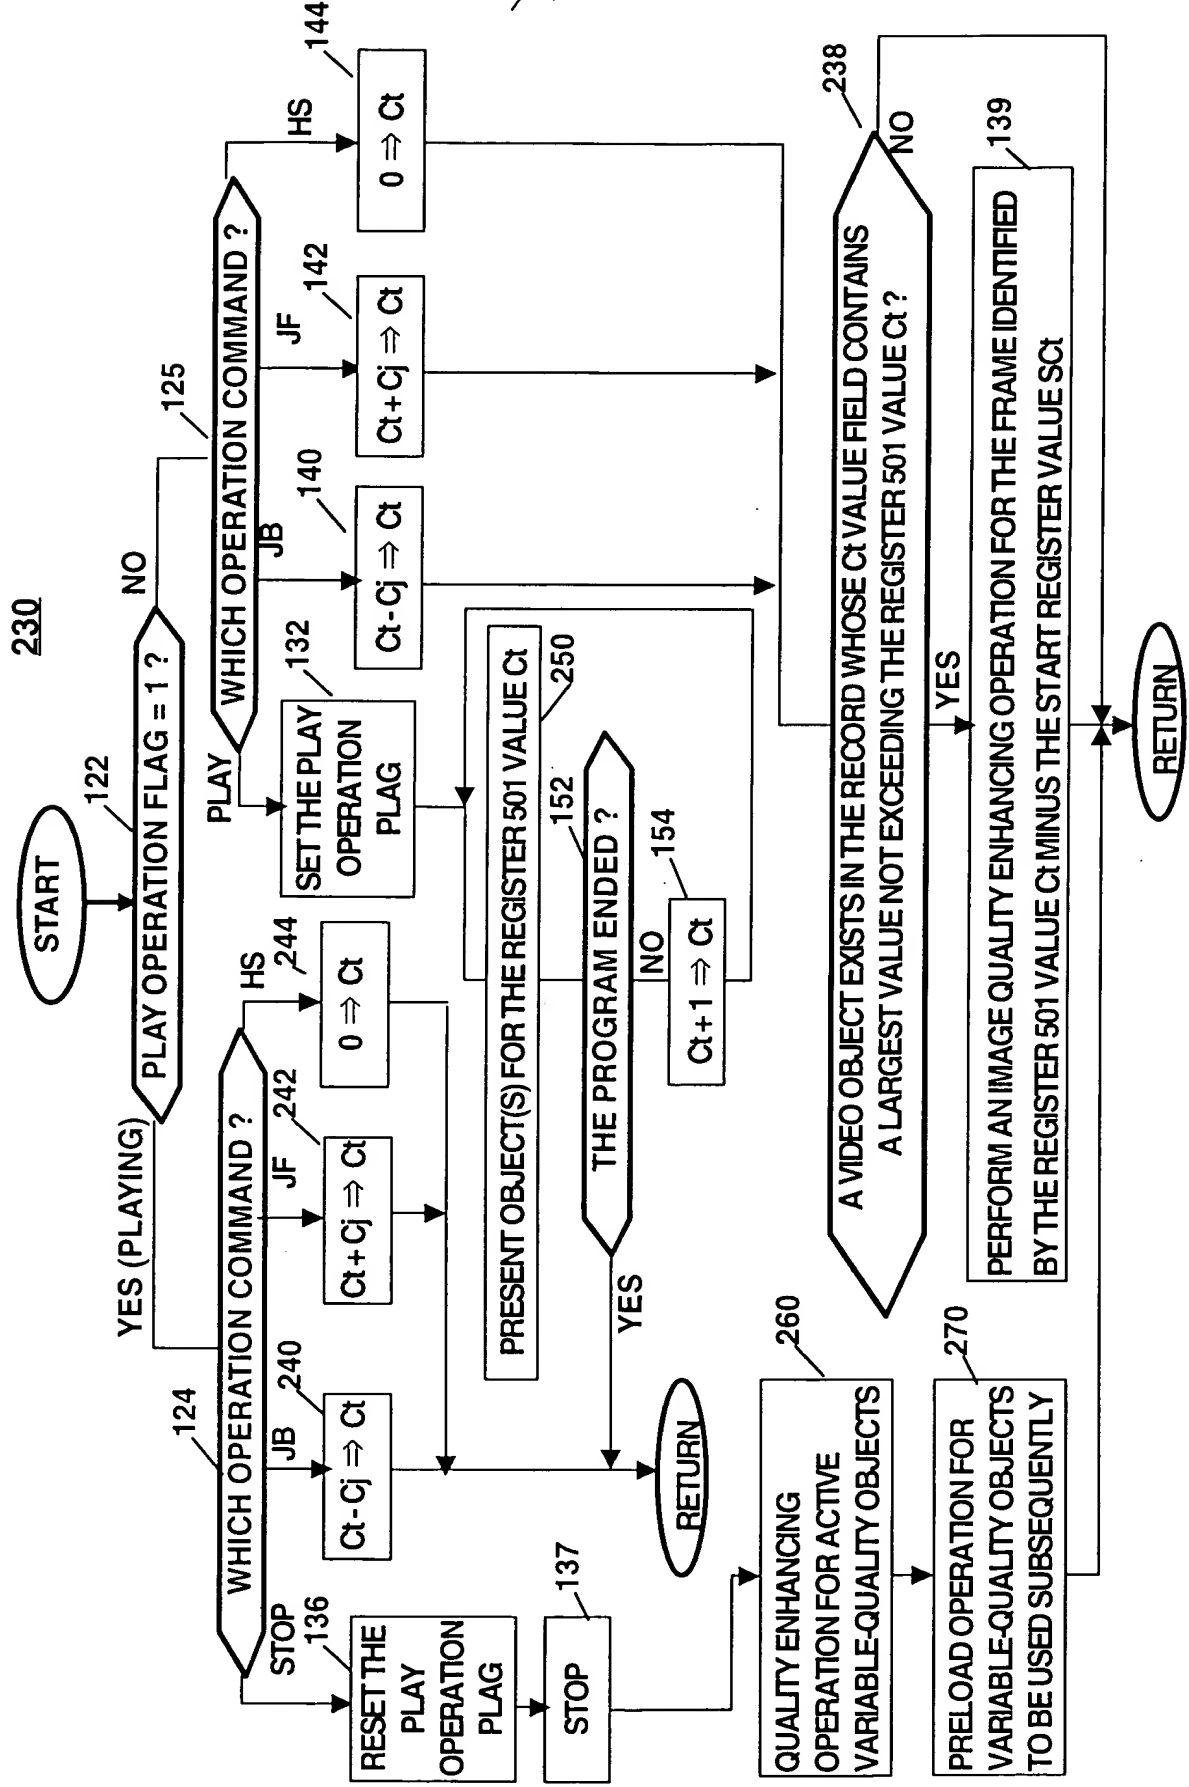 230
START
122
PLAY OPERATION FLAG = 1 ?
YES (PLAYING)
NO
124
WHICH OPERATION COMMAND ?
125
WHICH OPERATION COMMAND ?
STOP
JB
JF
HS
PLAY
JB
JF
HS
136
RESET THE
PLAY
OPERATION
PLAG
240
Ct - Cj ⇒ Ct
242
Ct + Cj ⇒ Ct
244
0 ⇒ Ct
132
SET THE PLAY
OPERATION
PLAG
140
Ct - Cj ⇒ Ct
142
Ct + Cj ⇒ Ct
144
0 ⇒ Ct
137
STOP
PRESENT OBJECT(S) FOR THE REGISTER 501 VALUE Ct
250
152
THE PROGRAM ENDED ?
YES
NO
154
Ct + 1 ⇒ Ct
RETURN
260
QUALITY ENHANCING
OPERATION FOR ACTIVE
VARIABLE-QUALITY OBJECTS
270
PRELOAD OPERATION FOR
VARIABLE-QUALITY OBJECTS
TO BE USED SUBSEQUENTLY
238
A VIDEO OBJECT EXISTS IN THE RECORD WHOSE Ct VALUE FIELD CONTAINS
A LARGEST VALUE NOT EXCEEDING THE REGISTER 501 VALUE Ct ?
NO
YES
139
PERFORM AN IMAGE QUALITY ENHANCING OPERATION FOR THE FRAME IDENTIFIED
BY THE REGISTER 501 VALUE Ct MINUS THE START REGISTER VALUE SCt
RETURN